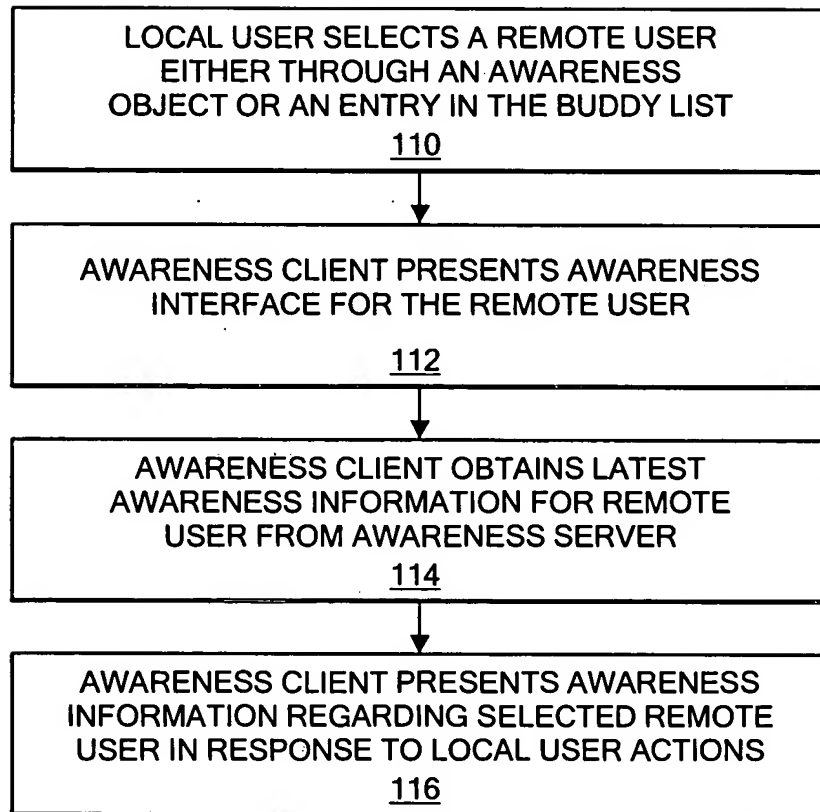 LOCAL USER SELECTS A REMOTE USER
EITHER THROUGH AN AWARENESS
OBJECT OR AN ENTRY IN THE BUDDY LIST
110
AWARENESS CLIENT PRESENTS AWARENESS
INTERFACE FOR THE REMOTE USER
112
AWARENESS CLIENT OBTAINS LATEST
AWARENESS INFORMATION FOR REMOTE
USER FROM AWARENESS SERVER
114
AWARENESS CLIENT PRESENTS AWARENESS
INFORMATION REGARDING SELECTED REMOTE
USER IN RESPONSE TO LOCAL USER ACTIONS
116